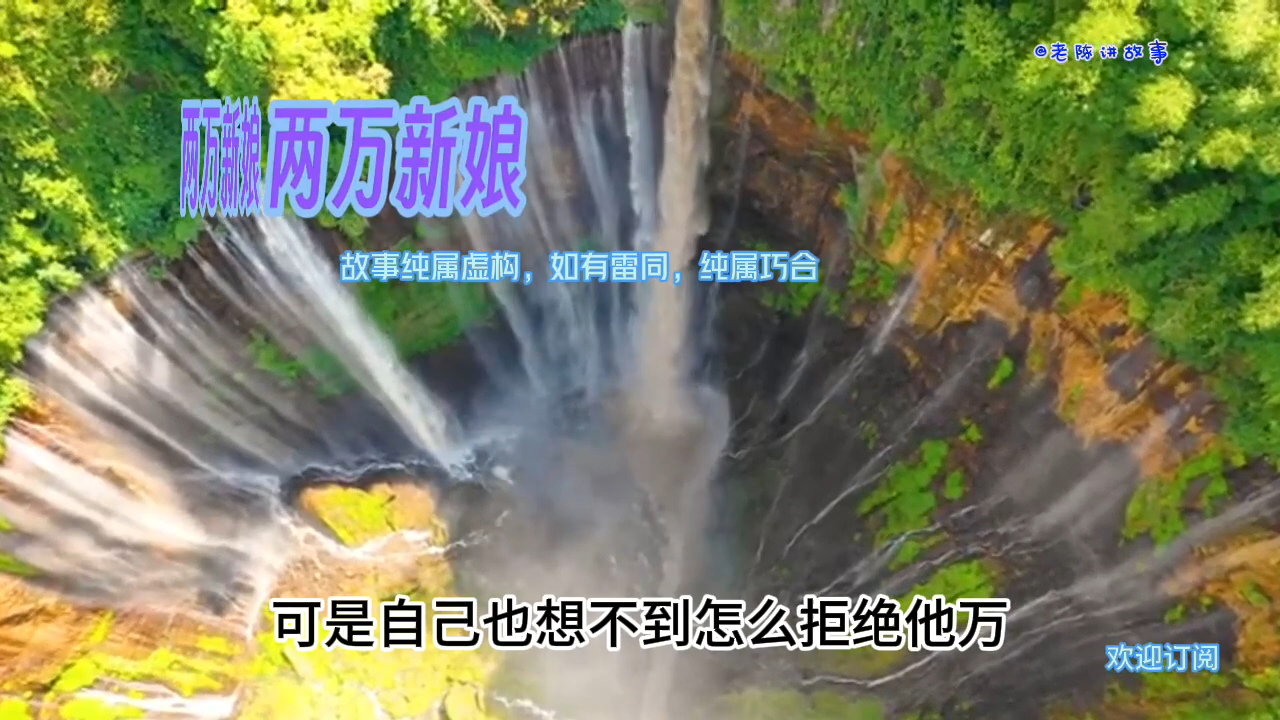 @老陈讲故事
两万新娘 两万新娘
故事纯属虚构，如有雷同，纯属巧合
可是自己也想不到怎么拒绝他万
欢迎订阅